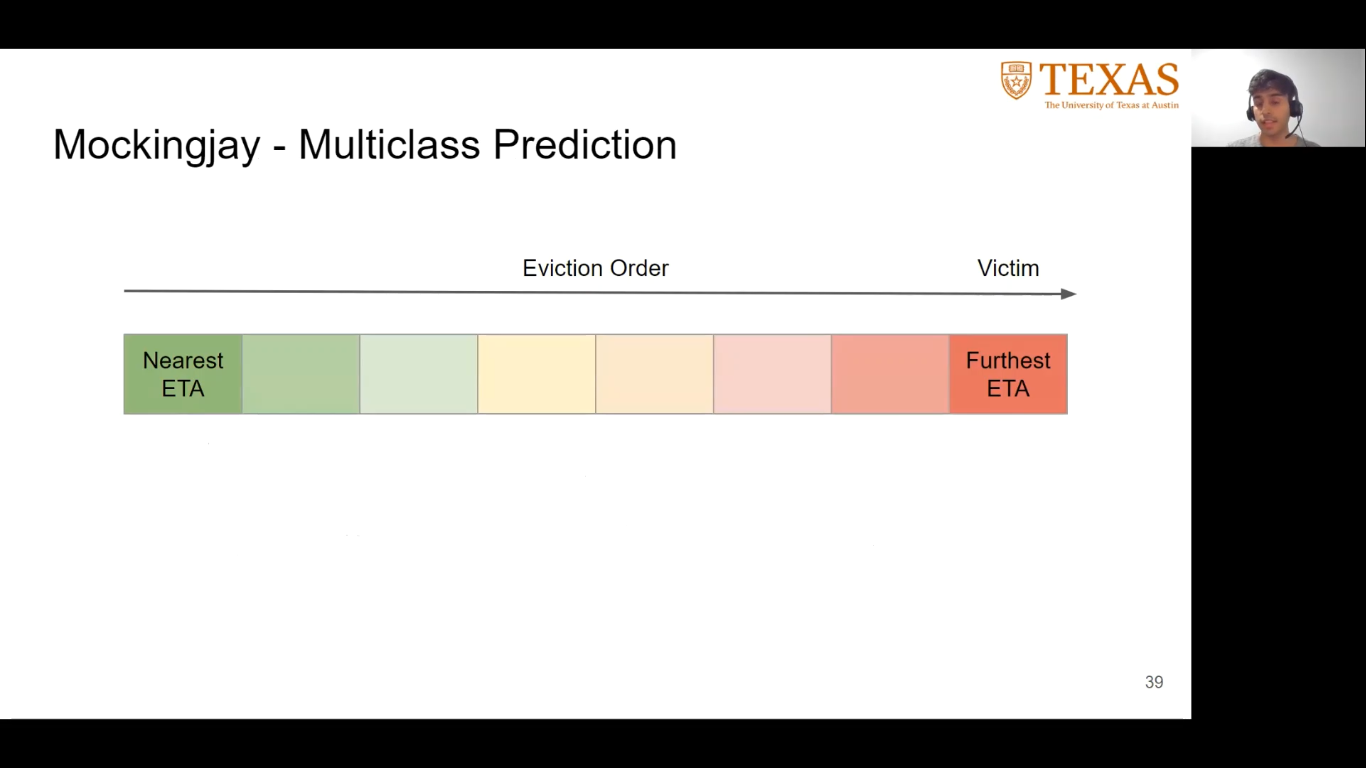 TEXAS
The University of Texas at Austin
Mockingjay - Multiclass Prediction
Eviction Order
Victim
Nearest
ETA
Furthest
ETA
39